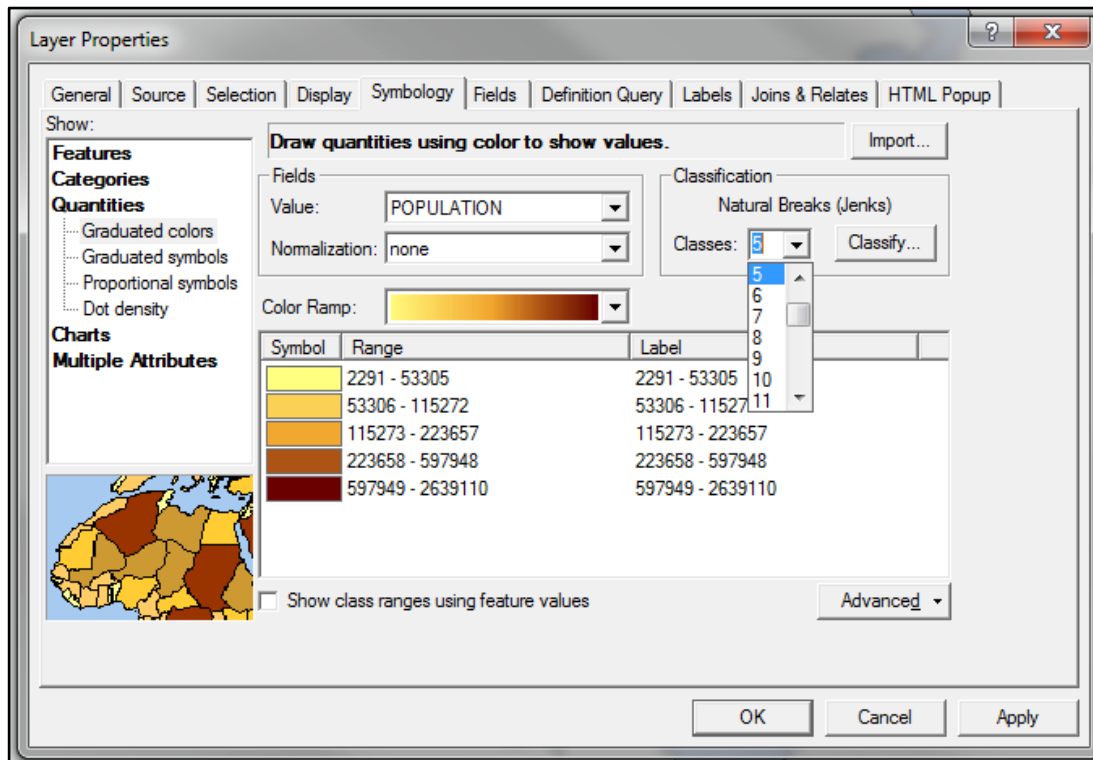 Layer Properties
?
X
General Source Selection Display Symbology Fields Definition Query Labels Joins & Relates HTML Popup
Show:
Features
Categories
Quantities
Graduated colors
Graduated symbols
Proportional symbols
Dot density
Charts
Multiple Attributes
Draw quantities using color to show values.
Import...
Fields
Value: POPULATION
Normalization: none
Classification
Natural Breaks (Jenks)
Classes: 5
Classify...
5
6
7
8
9
10
11
Color Ramp:
Symbol Range Label
2291 - 53305 2291 - 53305
53306 - 115272 53306 - 11527
115273 - 223657 115273 - 223657
223658 - 597948 223658 - 597948
597949 - 2639110 597949 - 2639110
Show class ranges using feature values
Advanced
OK Cancel Apply